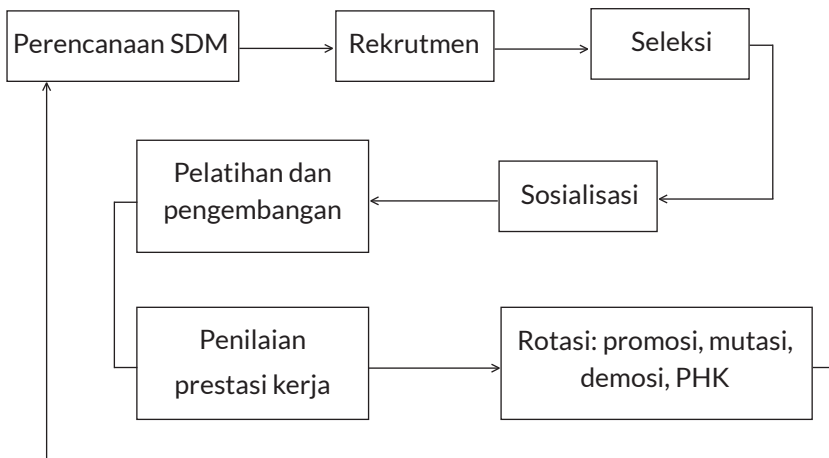 Perencanaan SDM
Rekrutmen
Seleksi
Sosialisasi
Pelatihan dan
pengembangan
Penilaian
prestasi kerja
Rotasi: promosi, mutasi,
demosi, PHK